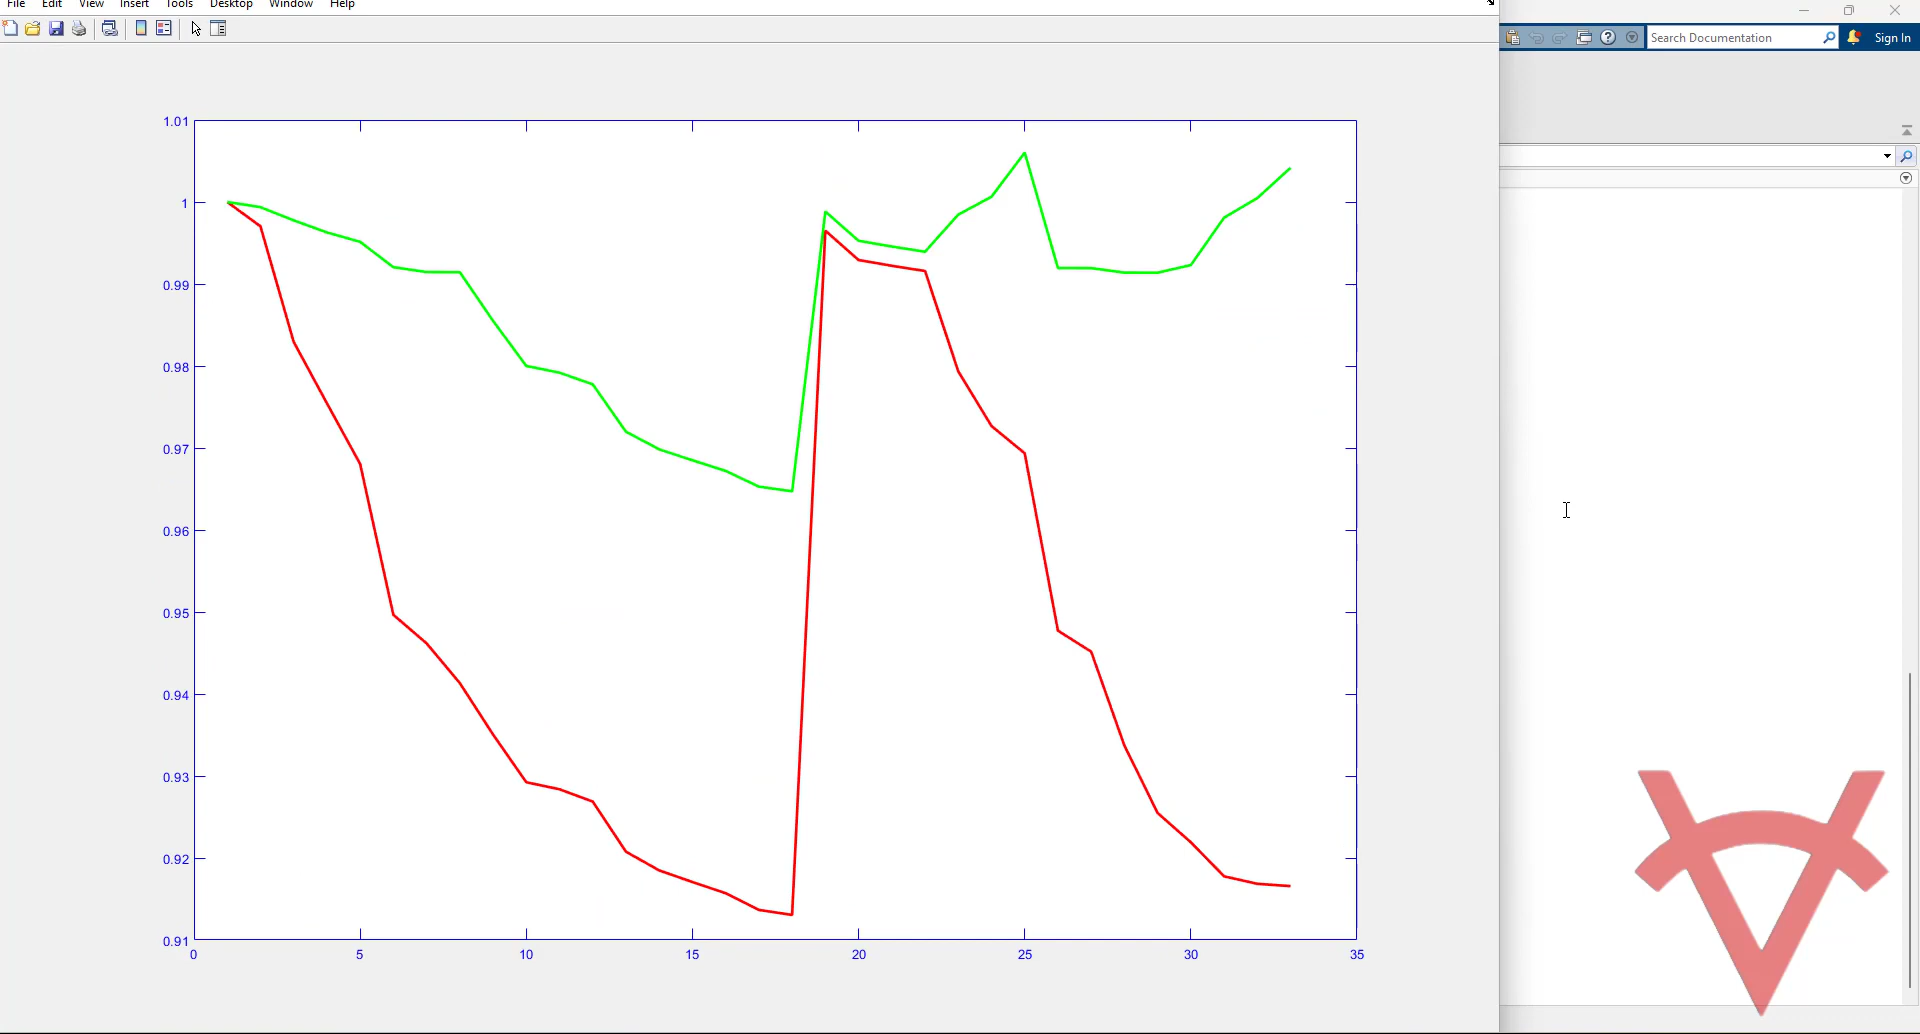 File Edit View Insert Tools Desktop Window Help
Search Documentation
Sign In
1.01
1
0.99
0.98
0.97
0.96
0.95
0.94
0.93
0.92
0.91
0 5 10 15 20 25 30 35